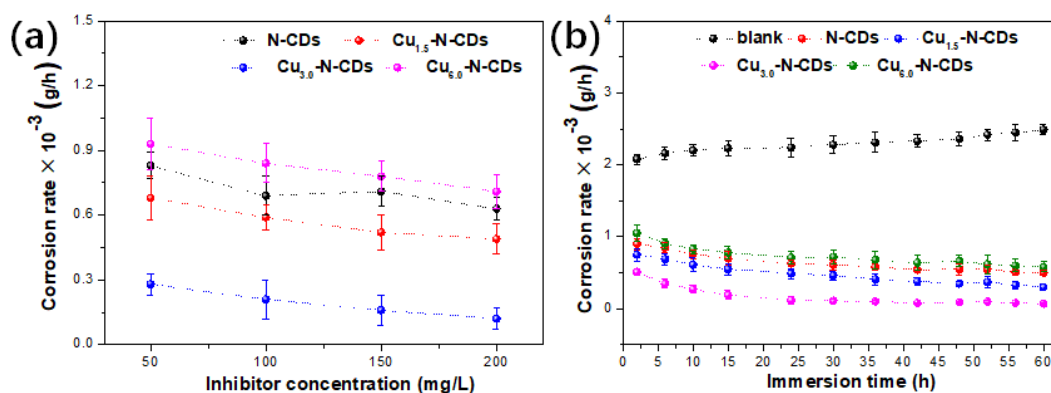 (a)
N-CDs Cu1.5-N-CDs
Cu3.0-N-CDs Cu6.0-N-CDs
Corrosion rate × 10-3 (g/h)
1.5
1.2
0.9
0.6
0.3
0.0
50 100 150 200
Inhibitor concentration (mg/L)
(b)
blank N-CDs Cu1.5-N-CDs
Cu3.0-N-CDs Cu6.0-N-CDs
Corrosion rate × 10-3 (g/h)
4
3
2
1
0
0 5 10 15 20 25 30 35 40 45 50 55 60
Immersion time (h)